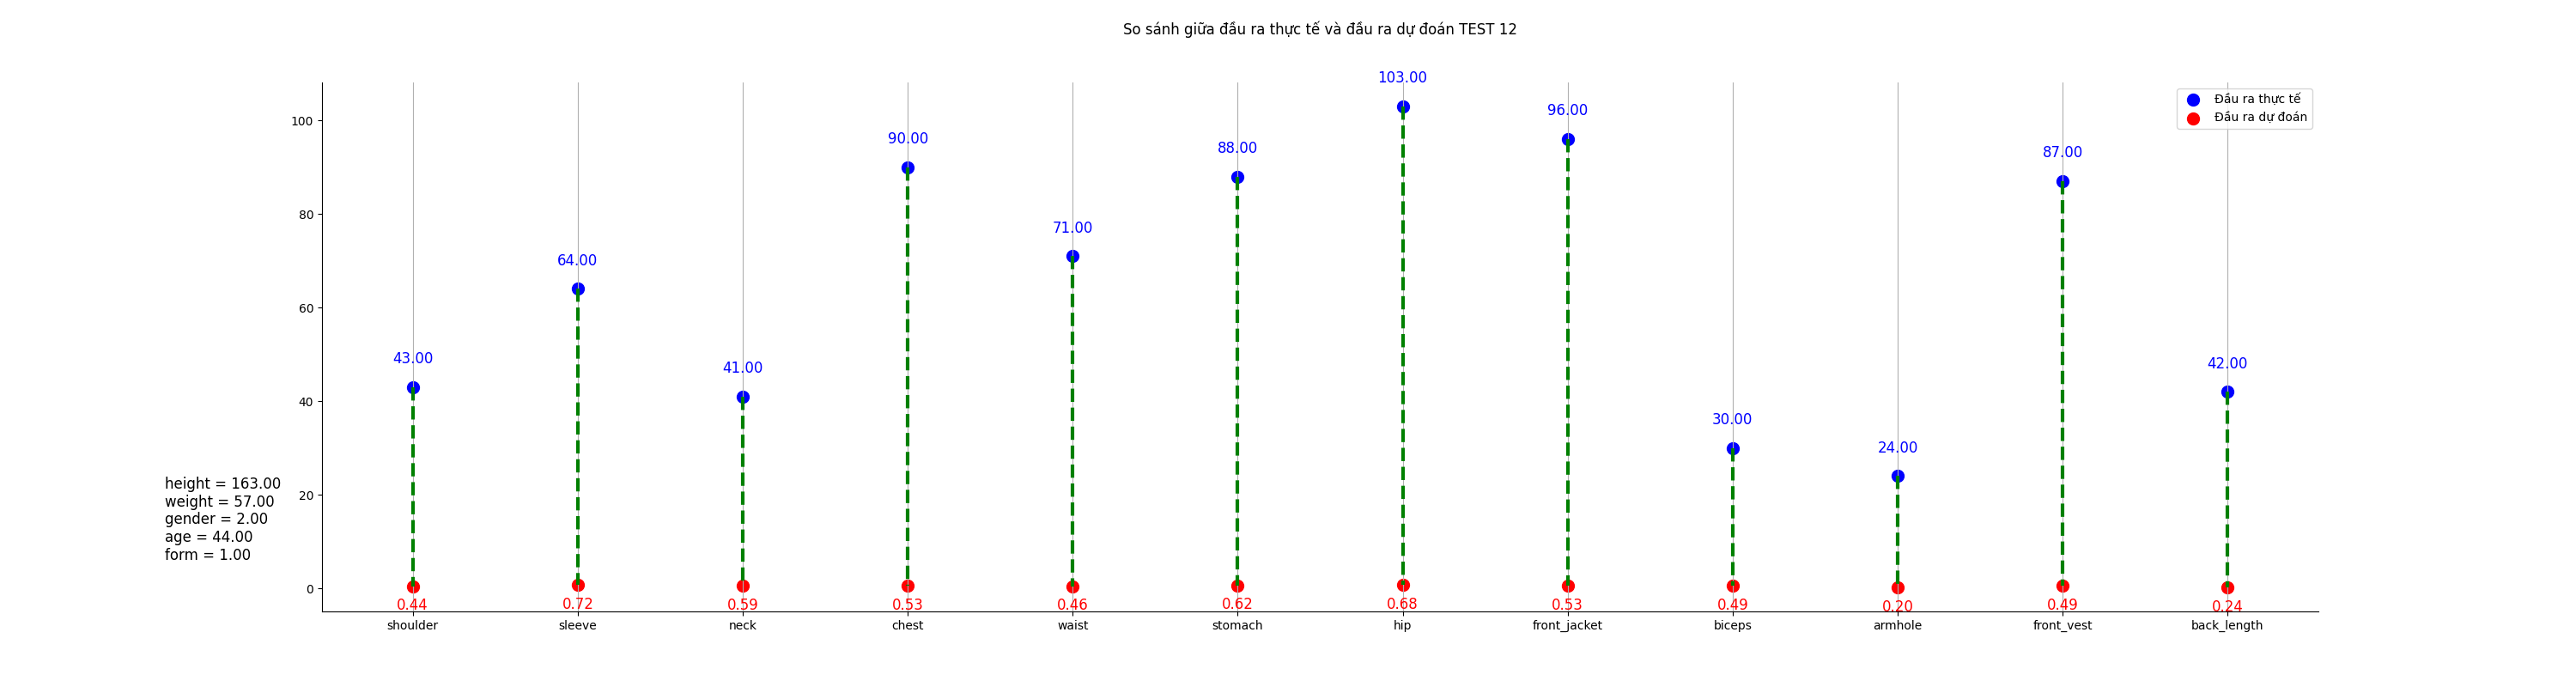 So sánh giữa đầu ra thực tế và đầu ra dự đoán TEST 12
Đầu ra thực tế
Đầu ra dự đoán
103.00
96.00
90.00
88.00
87.00
71.00
64.00
43.00
41.00
42.00
30.00
24.00
100
80
60
40
20
0
height = 163.00
weight = 57.00
gender = 2.00
age = 44.00
form = 1.00
0.44 0.72 0.59 0.53 0.46 0.62 0.68 0.53 0.49 0.20 0.49 0.24
shoulder sleeve neck chest waist stomach hip front_jacket biceps armhole front_vest back_length